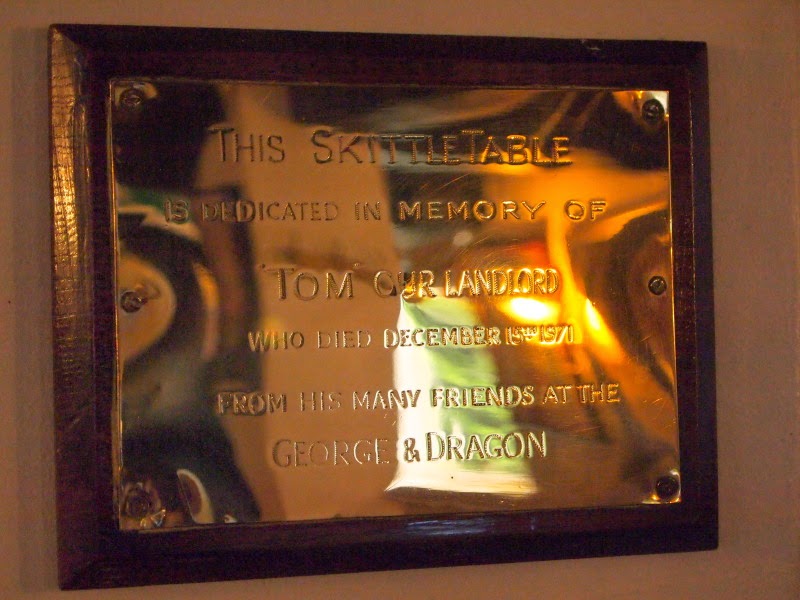 THIS SKITTLE TABLE
IS DEDICATED IN MEMORY OF
"TOM" OUR LANDLORD
WHO DIED DECEMBER 15TH 1971
FROM HIS MANY FRIENDS AT THE
GEORGE & DRAGON